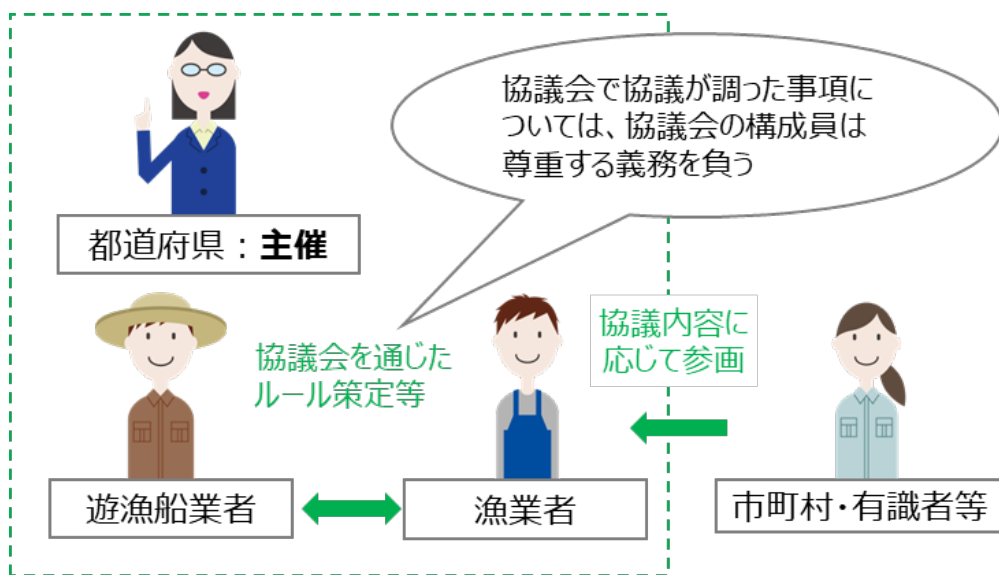 協議会で協議が調った事項に
ついては、協議会の構成員は
尊重する義務を負う
都道府県：主催
協議会を通じた
ルール策定等
協議内容に
応じて参画
遊漁船業者
漁業者
市町村・有識者等